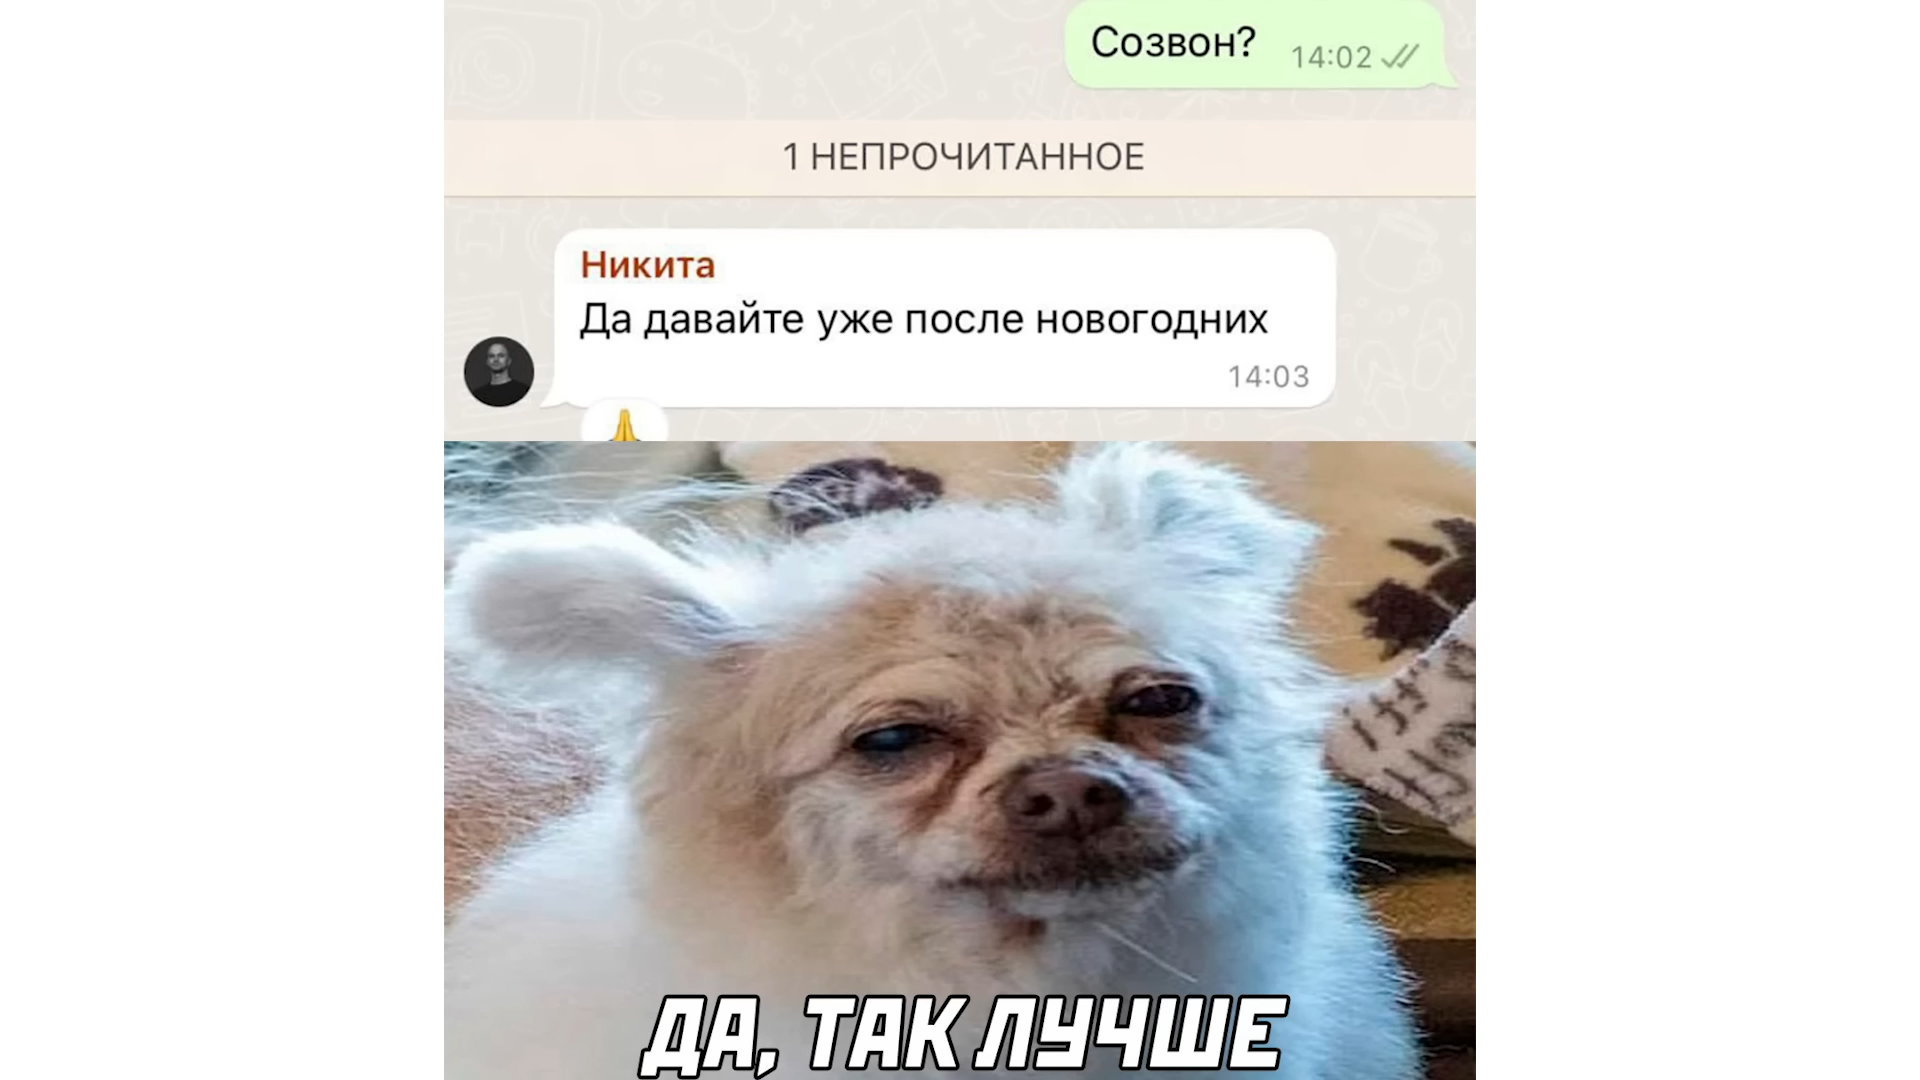 Созвон?
14:02
1 НЕПРОЧИТАННОЕ
Никита
Да давайте уже после новогодних
14:03
ДА, ТАК ЛУЧШЕ